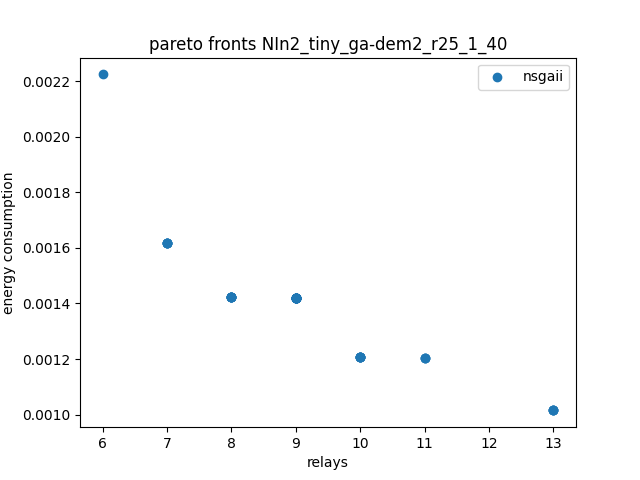 pareto fronts NIn2_tiny_ga-dem2_r25_1_40
nsgaii
0.0022
0.0020
0.0018
0.0016
0.0014
0.0012
0.0010
energy consumption
6 7 8 9 10 11 12 13
relays